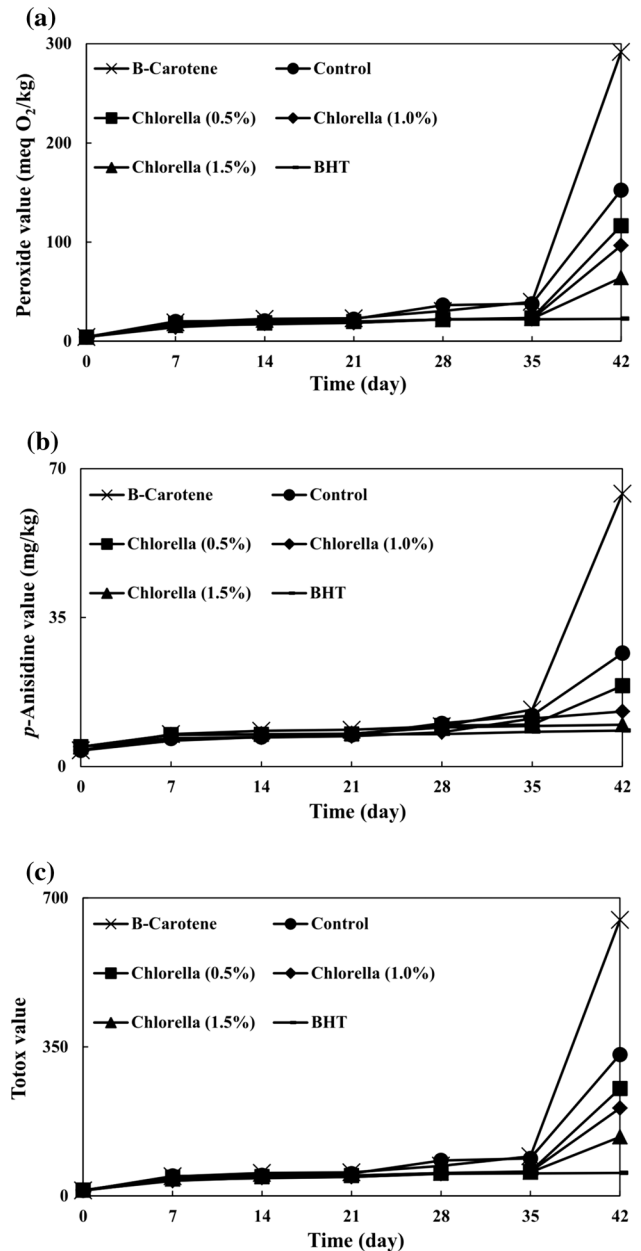 (a)
300
200
100
0
Peroxide value (meq O2/kg)
B-Carotene Control
Chlorella (0.5%) Chlorella (1.0%)
Chlorella (1.5%) BHT
0 7 14 21 28 35 42
Time (day)
(b)
70
35
0
p-Anisidine value (mg/kg)
B-Carotene Control
Chlorella (0.5%) Chlorella (1.0%)
Chlorella (1.5%) BHT
0 7 14 21 28 35 42
Time (day)
(c)
700
350
0
Totox value
B-Carotene Control
Chlorella (0.5%) Chlorella (1.0%)
Chlorella (1.5%) BHT
0 7 14 21 28 35 42
Time (day)